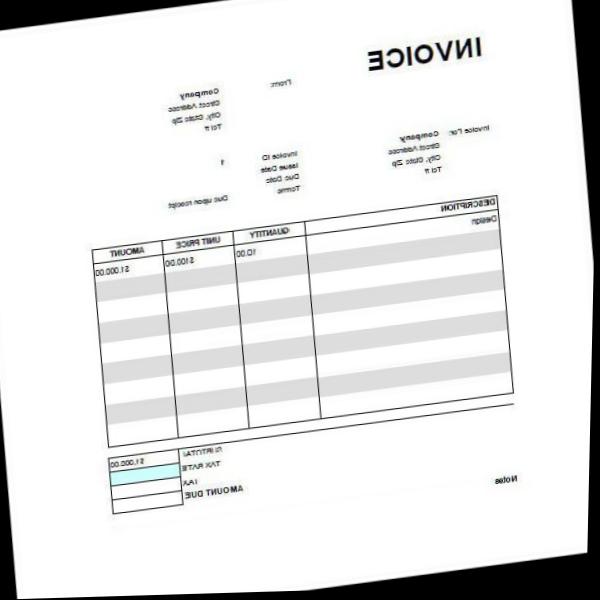 INVOICE
From:
Company
Street Address
City, State Zip
Tel #
Invoice For:
Company
Street Address
City, State Zip
Tel #
Invoice ID 1
Issue Date
Due Date
Terms Due upon receipt
DESCRIPTION QUANTITY UNIT PRICE AMOUNT
Design 10.00 $100.00 $1,000.00
SUBTOTAL $1,000.00
TAX RATE
TAX
AMOUNT DUE
Notes